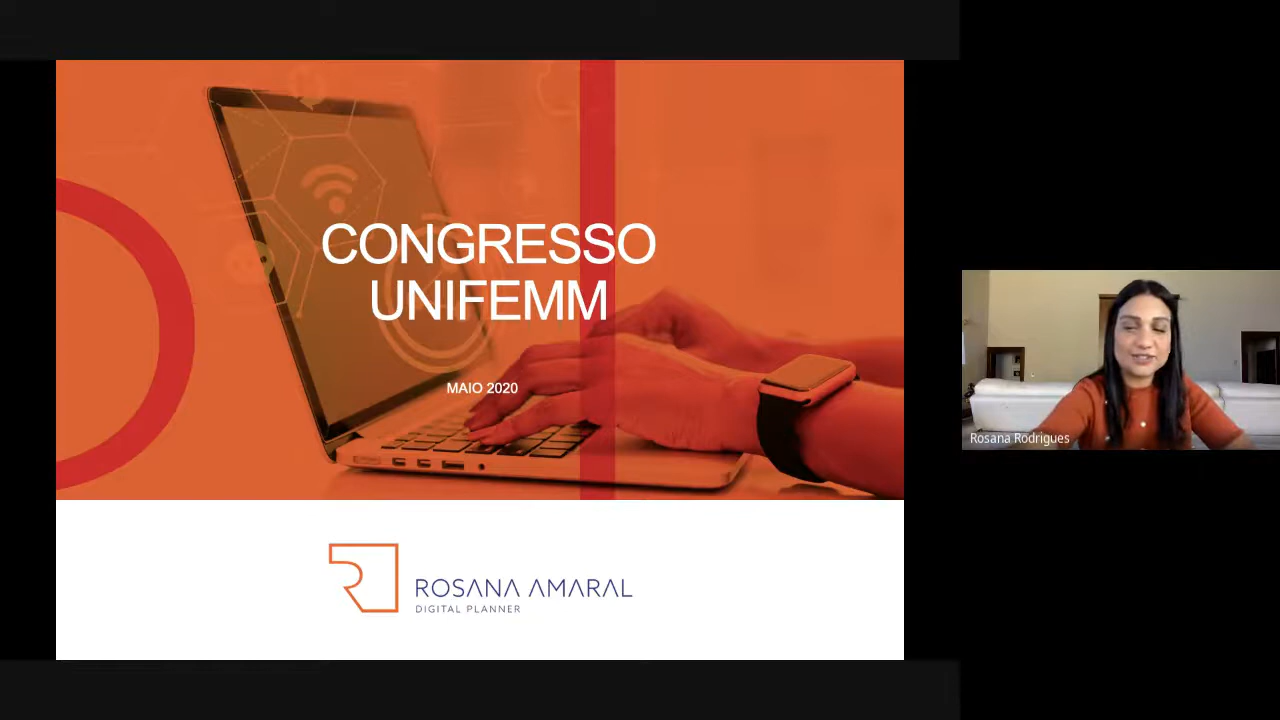 CONGRESSO
UNIFEMM
MAIO 2020
ROSANA AMARAL
DIGITAL PLANNER
Rosana Rodrigues